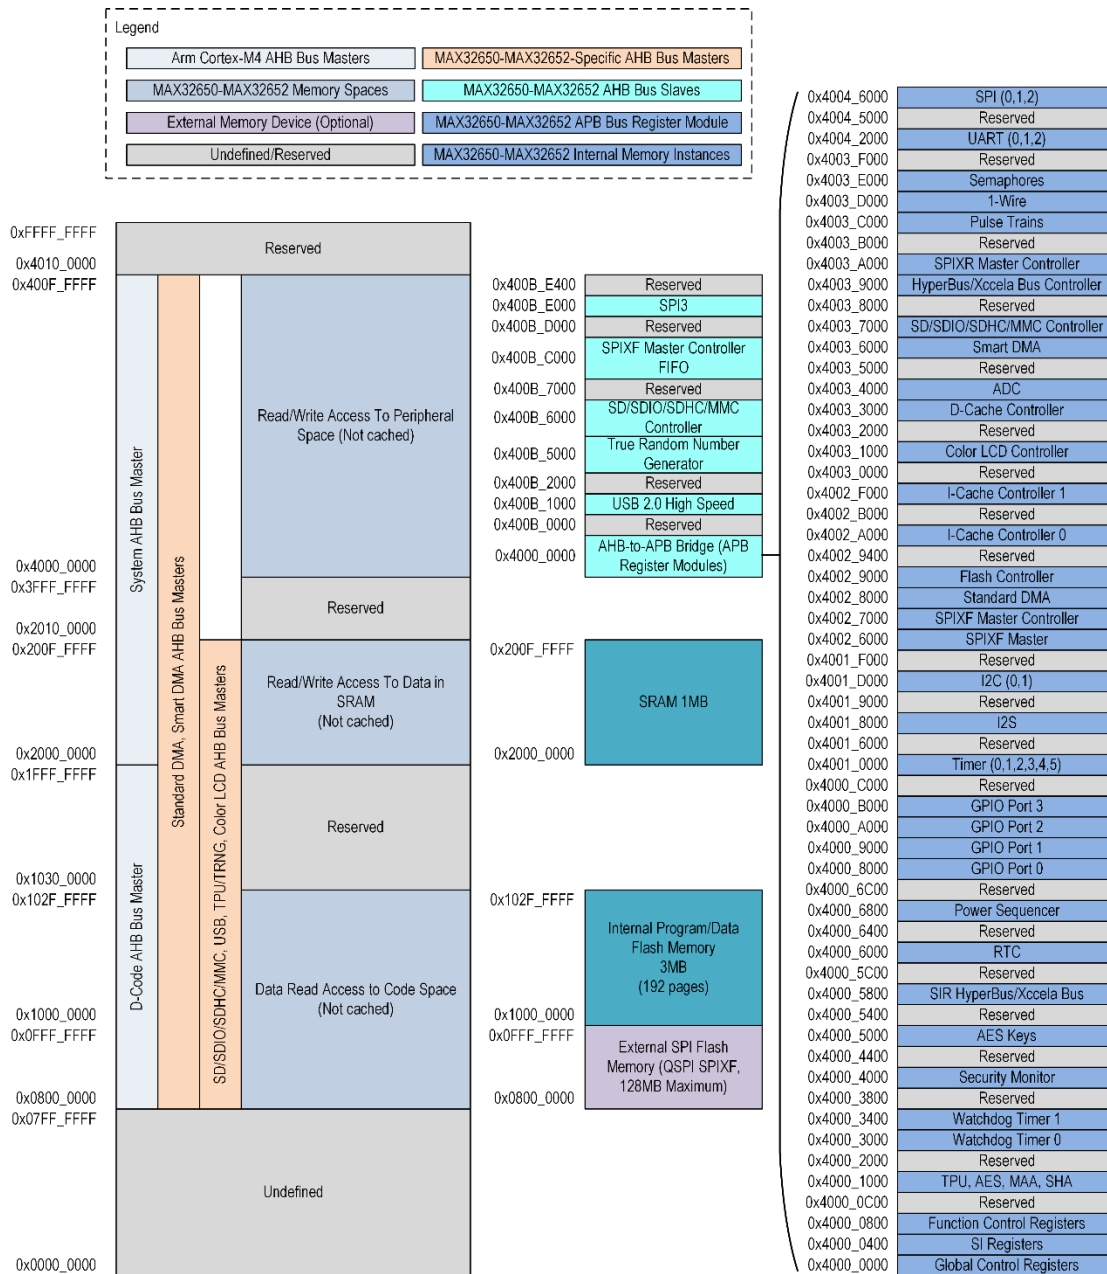 Legend
Arm Cortex-M4 AHB Bus Masters
MAX32650-MAX32652-Specific AHB Bus Masters
MAX32650-MAX32652 Memory Spaces
MAX32650-MAX32652 AHB Bus Slaves
External Memory Device (Optional)
MAX32650-MAX32652 APB Bus Register Module
Undefined/Reserved
MAX32650-MAX32652 Internal Memory Instances
0xFFFF_FFFF
Reserved
0x4010_0000
0x400F_FFFF
Read/Write Access To Peripheral
Space (Not cached)
0x4000_0000
0x3FFF_FFFF
Reserved
0x2010_0000
0x200F_FFFF
Read/Write Access To Data in
SRAM
(Not cached)
0x2000_0000
0x1FFF_FFFF
Reserved
0x1030_0000
0x102F_FFFF
Data Read Access to Code Space
(Not cached)
0x1000_0000
0x0FFF_FFFF
0x0800_0000
0x07FF_FFFF
Undefined
0x0000_0000
System AHB Bus Master
D-Code AHB Bus Master
Standard DMA, Smart DMA AHB Bus Masters
SD/SDIO/SDHC/MMC, USB, TPU/TRNG, Color LCD AHB Bus Masters
0x400B_E400 Reserved
0x400B_E000 SPI3
0x400B_D000 Reserved
0x400B_C000 SPIXF Master Controller
FIFO
0x400B_7000 Reserved
0x400B_6000 SD/SDIO/SDHC/MMC
Controller
0x400B_5000 True Random Number
Generator
0x400B_2000 Reserved
0x400B_1000 USB 2.0 High Speed
0x400B_0000 Reserved
0x4000_0000 AHB-to-APB Bridge (APB
Register Modules)
0x200F_FFFF
SRAM 1MB
0x2000_0000
0x102F_FFFF
Internal Program/Data
Flash Memory
3MB
(192 pages)
0x1000_0000
0x0FFF_FFFF
External SPI Flash
Memory (QSPI SPIXF,
128MB Maximum)
0x0800_0000
0x4004_6000 SPI (0,1,2)
0x4004_5000 Reserved
0x4004_2000 UART (0,1,2)
0x4003_F000 Reserved
0x4003_E000 Semaphores
0x4003_D000 1-Wire
0x4003_C000 Pulse Trains
0x4003_B000 Reserved
0x4003_A000 SPIXR Master Controller
0x4003_9000 HyperBus/Xccela Bus Controller
0x4003_8000 Reserved
0x4003_7000 SD/SDIO/SDHC/MMC Controller
0x4003_6000 Smart DMA
0x4003_5000 Reserved
0x4003_4000 ADC
0x4003_3000 D-Cache Controller
0x4003_2000 Reserved
0x4003_1000 Color LCD Controller
0x4003_0000 Reserved
0x4002_F000 I-Cache Controller 1
0x4002_B000 Reserved
0x4002_A000 I-Cache Controller 0
0x4002_9400 Reserved
0x4002_9000 Flash Controller
0x4002_8000 Standard DMA
0x4002_7000 SPIXF Master Controller
0x4002_6000 SPIXF Master
0x4001_F000 Reserved
0x4001_D000 I2C (0,1)
0x4001_9000 Reserved
0x4001_8000 I2S
0x4001_6000 Reserved
0x4001_0000 Timer (0,1,2,3,4,5)
0x4000_C000 Reserved
0x4000_B000 GPIO Port 3
0x4000_A000 GPIO Port 2
0x4000_9000 GPIO Port 1
0x4000_8000 GPIO Port 0
0x4000_6C00 Reserved
0x4000_6800 Power Sequencer
0x4000_6400 Reserved
0x4000_6000 RTC
0x4000_5C00 Reserved
0x4000_5800 SIR HyperBus/Xccela Bus
0x4000_5400 Reserved
0x4000_5000 AES Keys
0x4000_4400 Reserved
0x4000_4000 Security Monitor
0x4000_3800 Reserved
0x4000_3400 Watchdog Timer 1
0x4000_3000 Watchdog Timer 0
0x4000_2000 Reserved
0x4000_1000 TPU, AES, MAA, SHA
0x4000_0C00 Reserved
0x4000_0800 Function Control Registers
0x4000_0400 SI Registers
0x4000_0000 Global Control Registers